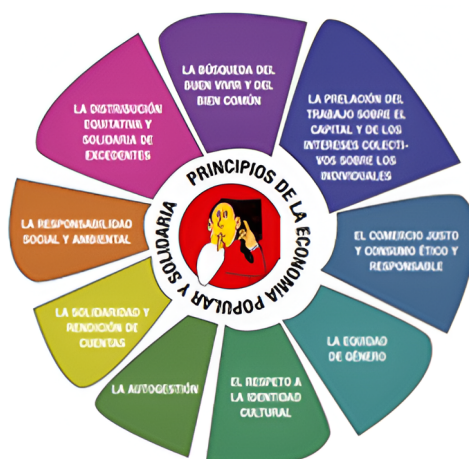 PRINCIPIOS DE LA ECONOMIA POPULAR Y SOLIDARIA
LA BÚSQUEDA DEL
BUEN VIVIR Y DEL
BIEN COMÚN
LA PRELACIÓN DEL
TRABAJO SOBRE EL
CAPITAL Y DE LOS
INTERESES COLECTI-
VOS SOBRE LOS
INDIVIDUALES
EL COMERCIO JUSTO
Y CONSUMO ÉTICO Y
RESPONSABLE
LA EQUIDAD
DE GÉNERO
EL RESPETO A
LA IDENTIDAD
CULTURAL
LA AUTOGESTIÓN
LA SOLIDARIDAD Y
RENDICIÓN DE
CUENTAS
LA RESPONSABILIDAD
SOCIAL Y AMBIENTAL
LA DISTRIBUCIÓN
EQUITATIVA Y
SOLIDARIA DE
EXCEDENTES